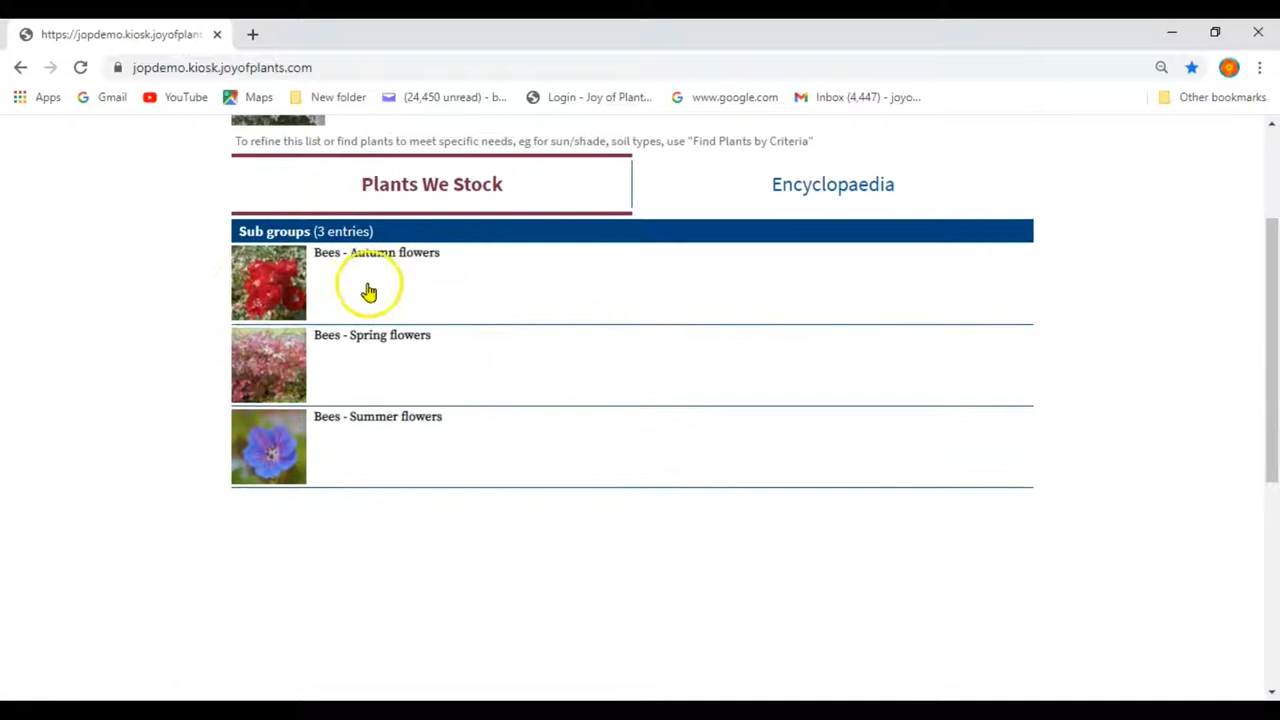 https://jopdemo.kiosk.joyofplant
jopdemo.kiosk.joyofplants.com
Apps Gmail YouTube Maps New folder (24,450 unread) - b... Login - Joy of Plant... www.google.com Inbox (4,447) - joyo... Other bookmarks
To refine this list or find plants to meet specific needs, eg for sun/shade, soil types, use "Find Plants by Criteria"
Plants We Stock Encyclopaedia
Sub groups (3 entries)
Bees - Autumn flowers
Bees - Spring flowers
Bees - Summer flowers